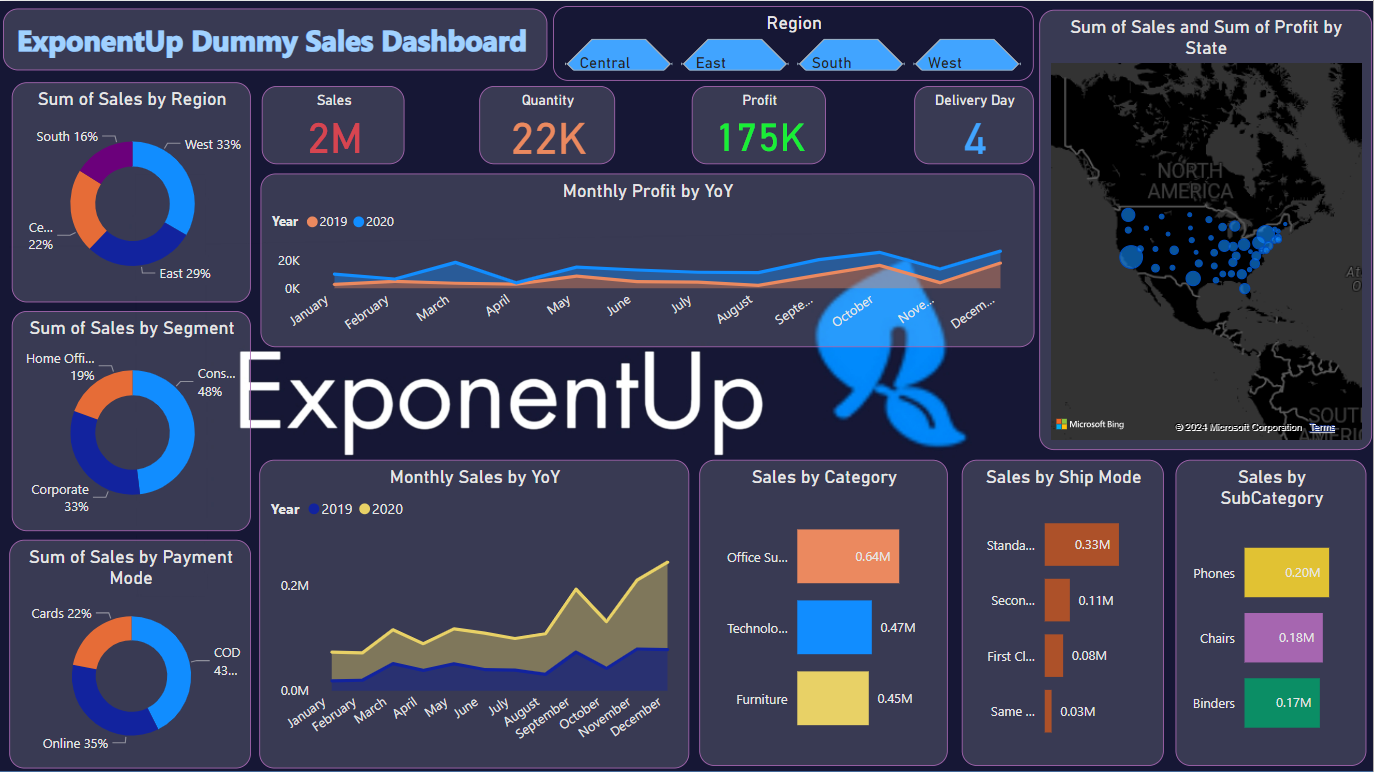 ExponentUp Dummy Sales Dashboard
Region
Central
East
South
West
Sum of Sales and Sum of Profit by
State
NORTH
AMERICA
At
O
SOUT
AMERIC
Microsoft Bing
© 2024 Microsoft Corporation Terms
Sum of Sales by Region
South 16%
West 33%
Ce...
22%
East 29%
Sales
2M
Quantity
22K
Profit
175K
Delivery Day
4
Monthly Profit by YoY
Year 2019 2020
20K
0K
January
February
March
April
May
June
July
August
Septe...
October
Nove...
Decem...
Sum of Sales by Segment
Home Offi...
19%
Cons...
48%
Corporate
33%
ExponentUp
Sum of Sales by Payment
Mode
Cards 22%
COD
43...
Online 35%
Monthly Sales by YoY
Year 2019 2020
0.2M
0.0M
January
February
March
April
May
June
July
August
September
October
November
December
Sales by Category
Office Su...
0.64M
Technolo...
0.47M
Furniture
0.45M
Sales by Ship Mode
Standa...
0.33M
Secon...
0.11M
First Cl...
0.08M
Same ...
0.03M
Sales by
SubCategory
Phones
0.20M
Chairs
0.18M
Binders
0.17M